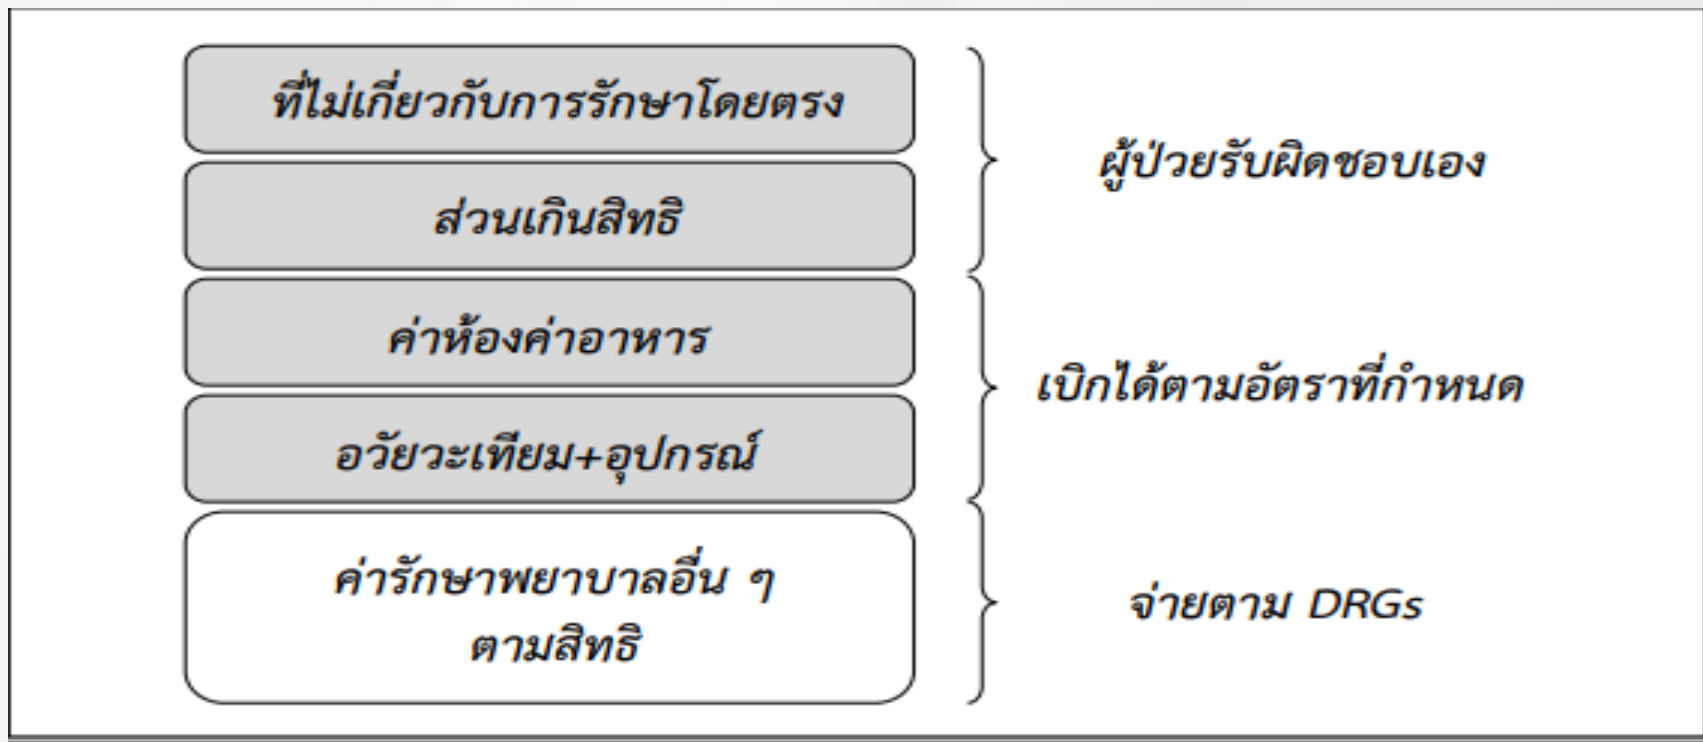 ที่ไม่เกี่ยวกับการรักษาโดยตรง
ส่วนเกินสิทธิ
ผู้ป่วยรับผิดชอบเอง
ค่าห้องค่าอาหาร
อวัยวะเทียม+อุปกรณ์
เบิกได้ตามอัตราที่กำหนด
ค่ารักษาพยาบาลอื่น ๆ
ตามสิทธิ
จ่ายตาม DRGs